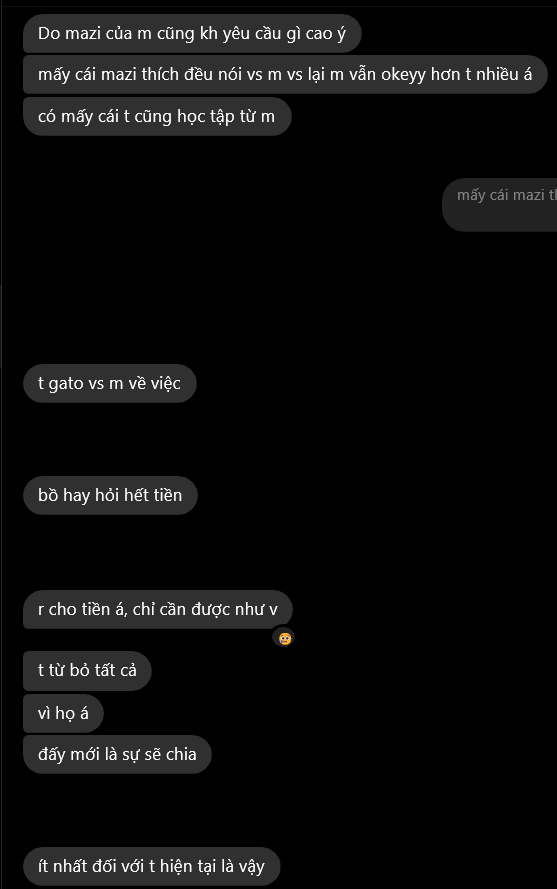 Do mazi của m cũng kh yêu cầu gì cao ý
mấy cái mazi thích đều nói vs m vs lại m vẫn okeyy hơn t nhiều á
có mấy cái t cũng học tập từ m
mấy cái mazi
t gato vs m về việc
bồ hay hỏi hết tiền
r cho tiền á, chỉ cần được như v
t từ bỏ tất cả
vì họ á
đấy mới là sự sẽ chia
ít nhất đối với t hiện tại là vậy